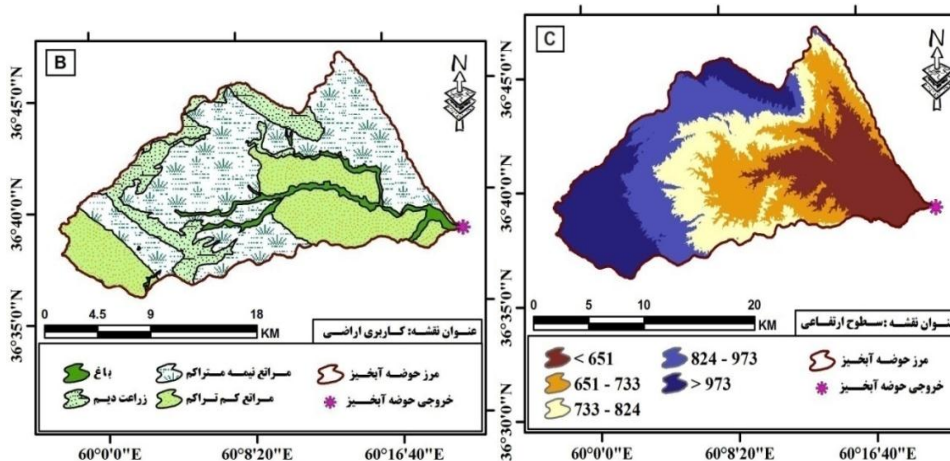 B
N
36°45'0"N
36°40'0"N
36°35'0"N
0 4.5 9 18
KM
عنوان نقشه: کاربری اراضی
باغ
مراتع نیمه متراکم
مرز حوضه آبخیز
زراعت دیم
مراتع کم تراکم
خروجی حوضه آبخیز
60°0'0"E
60°8'20"E
60°16'40"E
C
N
36°45'0"N
36°40'0"N
36°35'0"N
36°30'0"N
0 5 10 20
KM
نوان نقشه: سطوح ارتفاعی
< 651
824 - 973
مرز حوضه آبخیز
651 - 733
> 973
خروجی حوضه آبخیز
733 - 824
60°0'0"E
60°8'20"E
60°16'40"E